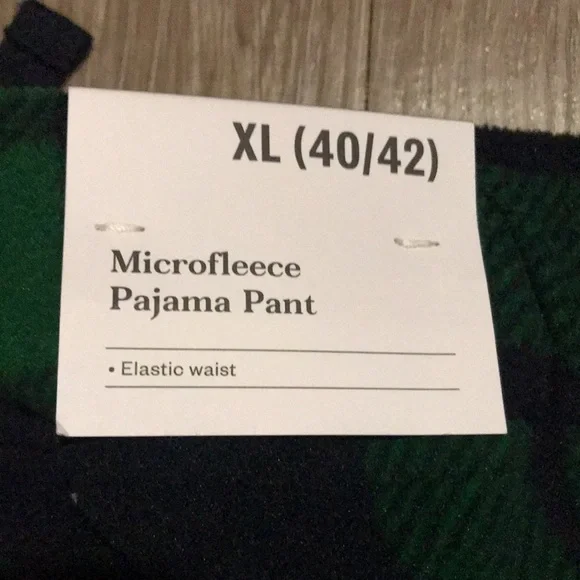 XL (40/42)
Microfleece
Pajama Pant
• Elastic waist